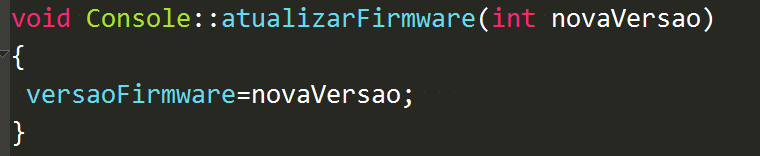 void Console::atualizarFirmware(int novaVersao)
{
versaoFirmware=novaVersao;
}